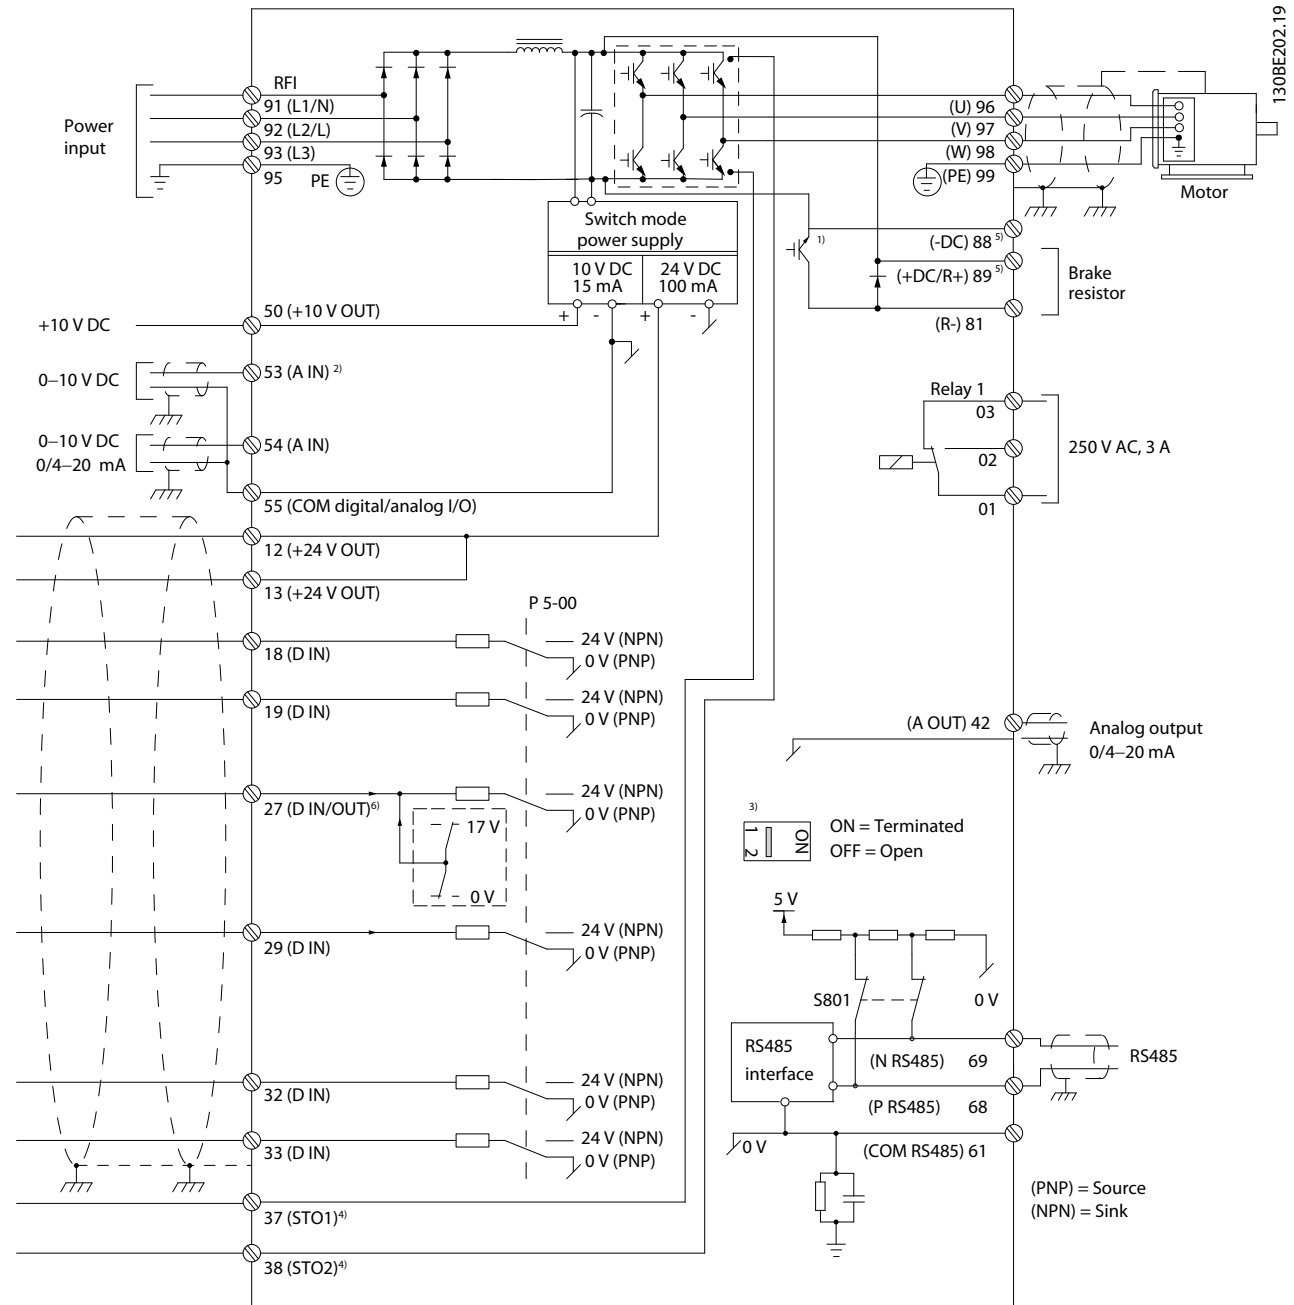 130BE202.19
RFI
91 (L1/N)
92 (L2/L)
93 (L3)
95
PE
Power
input
(U) 96
(V) 97
(W) 98
(PE) 99
Motor
Switch mode
power supply
10 V DC
15 mA
24 V DC
100 mA
+ - + -
1)
(-DC) 88 5)
(+DC/R+) 89 5)
(R-) 81
Brake
resistor
+10 V DC
50 (+10 V OUT)
0–10 V DC
53 (A IN) 2)
0–10 V DC
0/4–20 mA
54 (A IN)
55 (COM digital/analog I/O)
Relay 1
03
02
01
250 V AC, 3 A
12 (+24 V OUT)
13 (+24 V OUT)
P 5-00
18 (D IN)
24 V (NPN)
0 V (PNP)
19 (D IN)
24 V (NPN)
0 V (PNP)
(A OUT) 42
Analog output
0/4–20 mA
27 (D IN/OUT) 6)
24 V (NPN)
0 V (PNP)
17 V
0 V
3)
1 2
ON
ON = Terminated
OFF = Open
29 (D IN)
24 V (NPN)
0 V (PNP)
5 V
S801
0 V
RS485
interface
(N RS485) 69
(P RS485) 68
RS485
0 V
(COM RS485) 61
32 (D IN)
24 V (NPN)
0 V (PNP)
33 (D IN)
24 V (NPN)
0 V (PNP)
37 (STO1) 4)
38 (STO2) 4)
(PNP) = Source
(NPN) = Sink